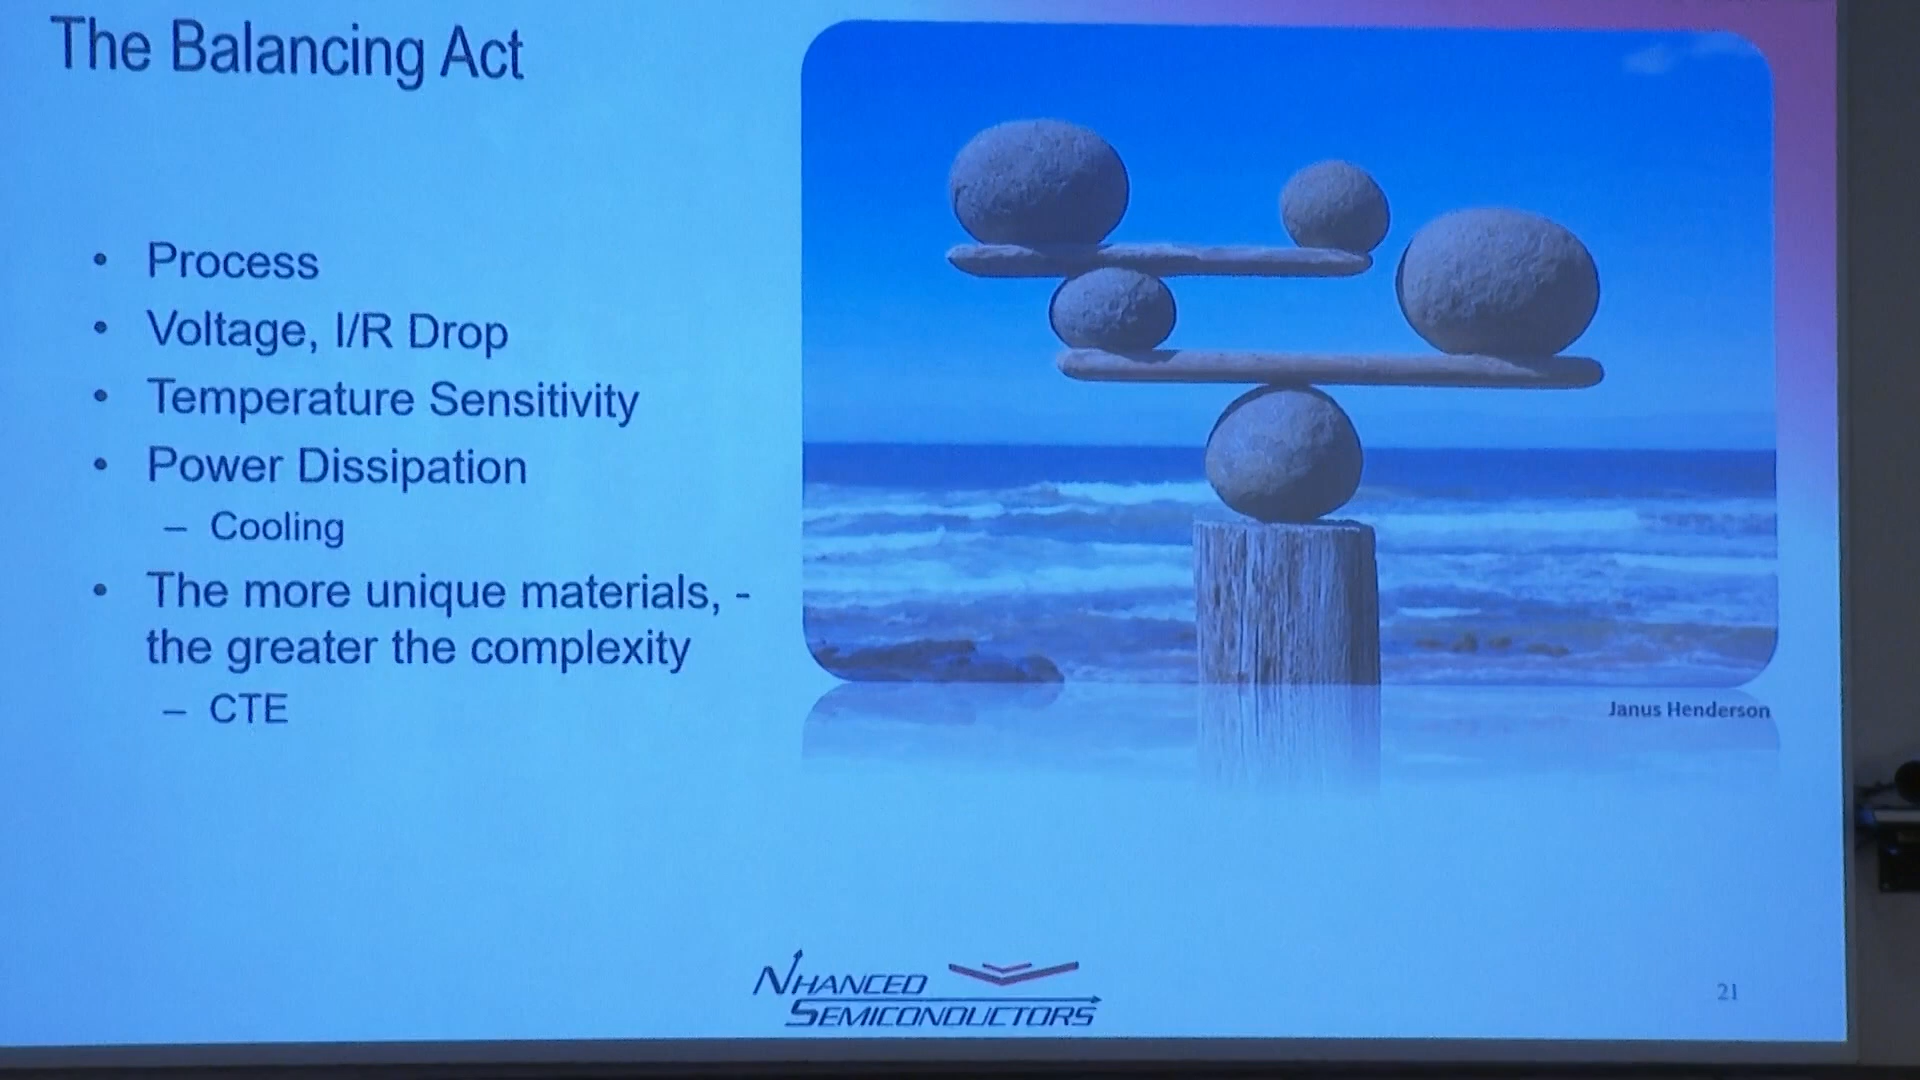 The Balancing Act
• Process
• Voltage, I/R Drop
• Temperature Sensitivity
• Power Dissipation
– Cooling
• The more unique materials, -
the greater the complexity
– CTE
Janus Henderson
NHANCED
SEMICONDUCTORS
21